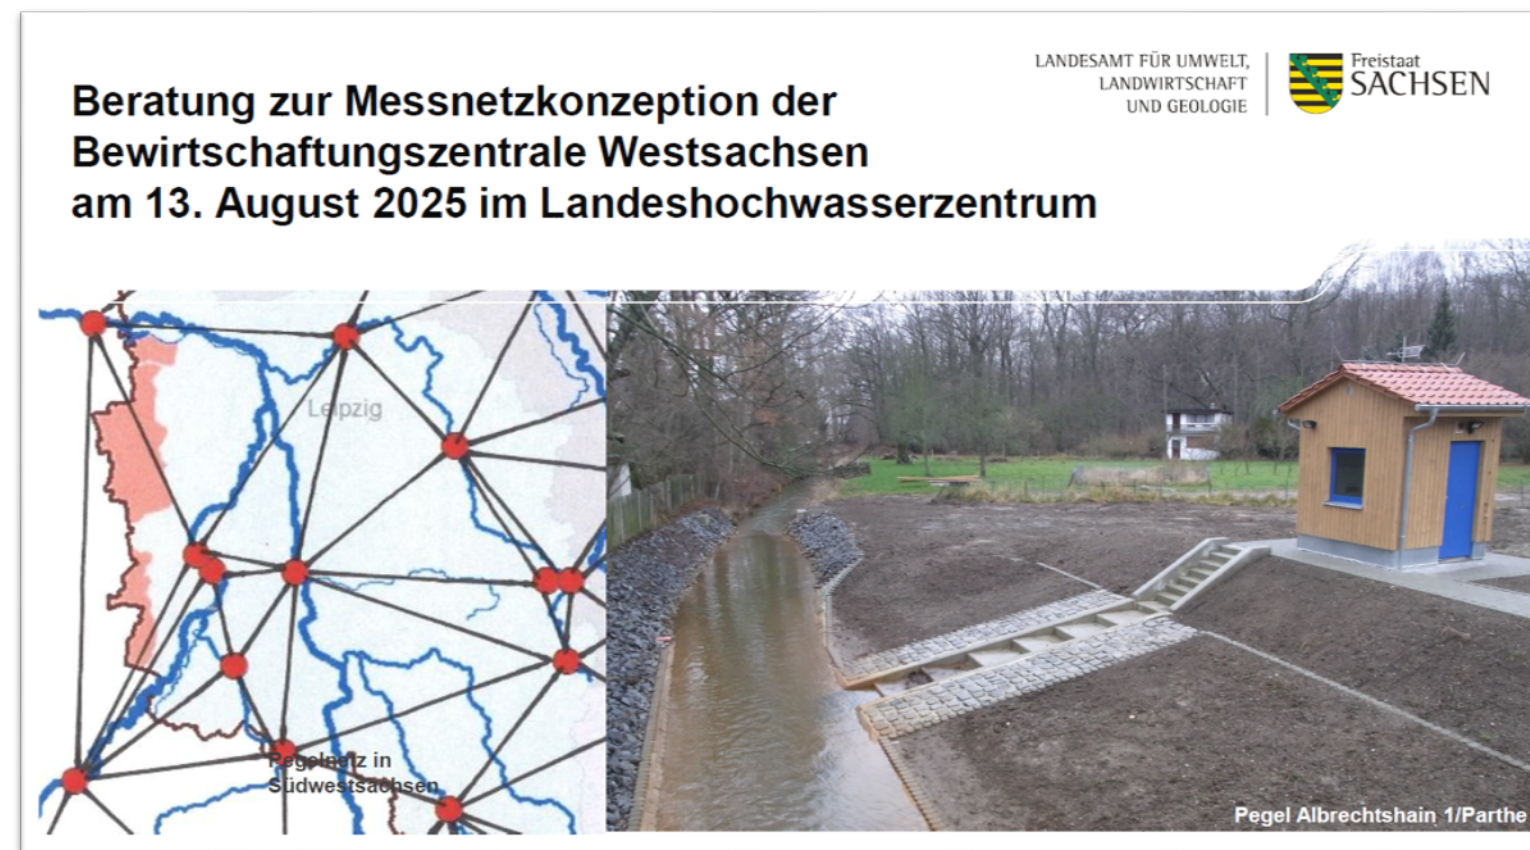 Beratung zur Messnetzkonzeption der
Bewirtschaftungszentrale Westsachsen
am 13. August 2025 im Landeshochwasserzentrum
LANDESAMT FÜR UMWELT,
LANDWIRTSCHAFT
UND GEOLOGIE
Freistaat
SACHSEN
Leipzig
Pegelnetz in
Südwestsachsen
Pegel Albrechtshain 1/Parthe